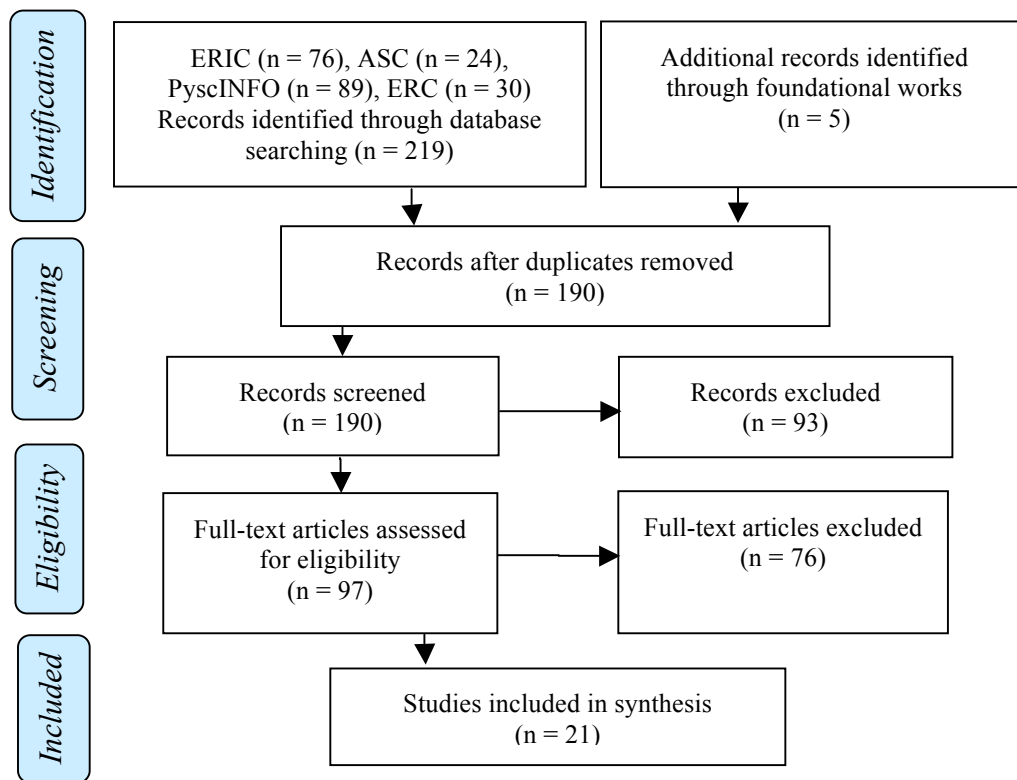 Identification
ERIC (n = 76), ASC (n = 24),
PyscINFO (n = 89), ERC (n = 30)
Records identified through database
searching (n = 219)
Additional records identified
through foundational works
(n = 5)
Screening
Records after duplicates removed
(n = 190)
Records screened
(n = 190)
Records excluded
(n = 93)
Eligibility
Full-text articles assessed
for eligibility
(n = 97)
Full-text articles excluded
(n = 76)
Included
Studies included in synthesis
(n = 21)